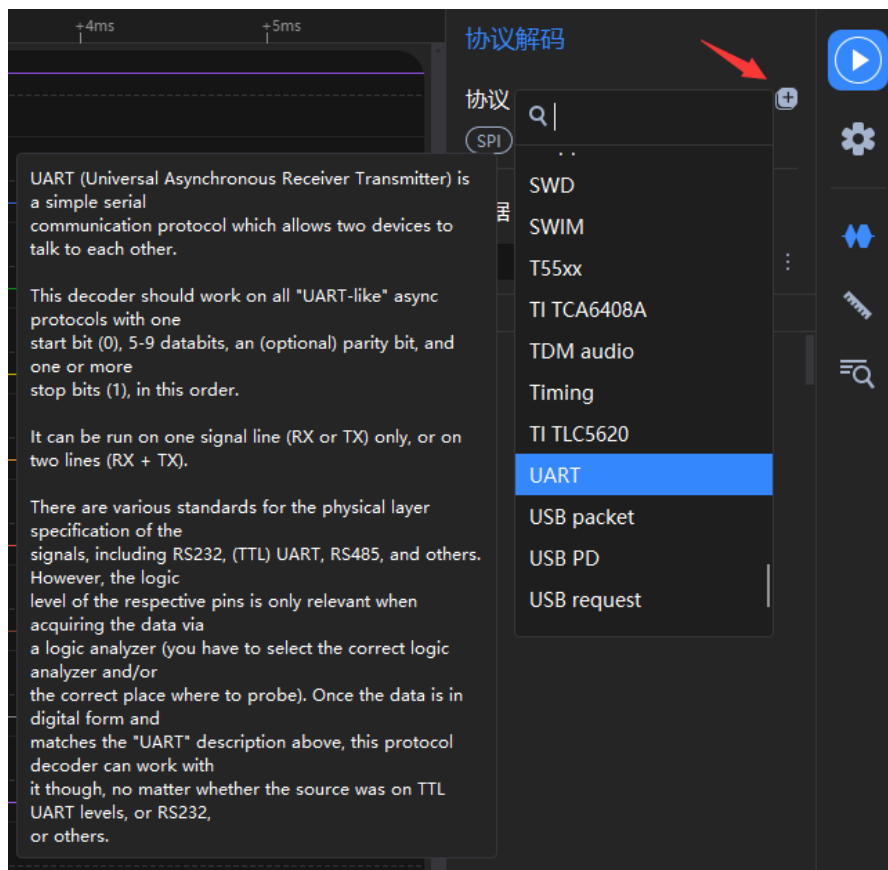 +4ms
+5ms
协议解码
协议
SPI
SWD
SWIM
T55xx
TI TCA6408A
TDM audio
Timing
TI TLC5620
UART
USB packet
USB PD
USB request
据
UART (Universal Asynchronous Receiver Transmitter) is
a simple serial
communication protocol which allows two devices to
talk to each other.
This decoder should work on all "UART-like" async
protocols with one
start bit (0), 5-9 databits, an (optional) parity bit, and
one or more
stop bits (1), in this order.
It can be run on one signal line (RX or TX) only, or on
two lines (RX + TX).
There are various standards for the physical layer
specification of the
signals, including RS232, (TTL) UART, RS485, and others.
However, the logic
level of the respective pins is only relevant when
acquiring the data via
a logic analyzer (you have to select the correct logic
analyzer and/or
the correct place where to probe). Once the data is in
digital form and
matches the "UART" description above, this protocol
decoder can work with
it though, no matter whether the source was on TTL
UART levels, or RS232,
or others.